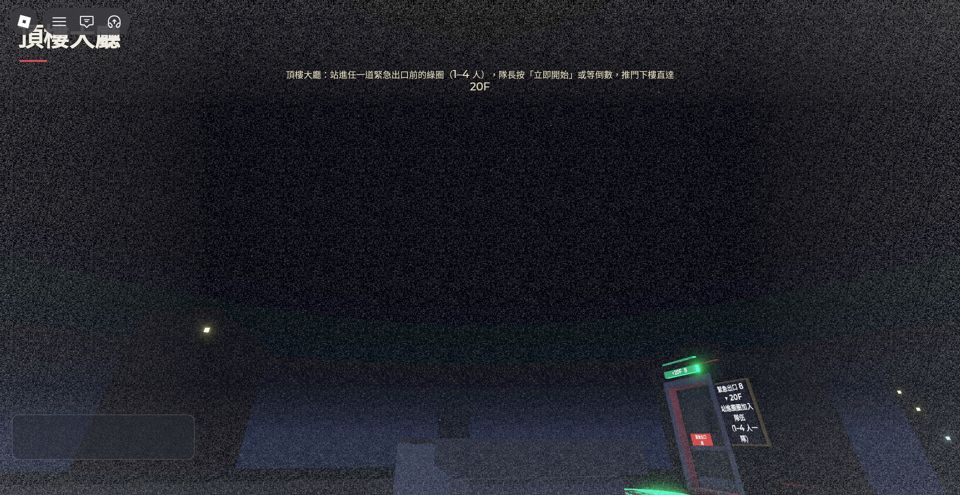 頂樓大廳
頂樓大廳：站進任一道緊急出口前的綠圈（1–4 人），隊長按「立即開始」或等倒數，推門下樓直達
20F
緊急出口 8
▼ 20F
站進圈圈加入
隊伍
(1–4 人一
隊)